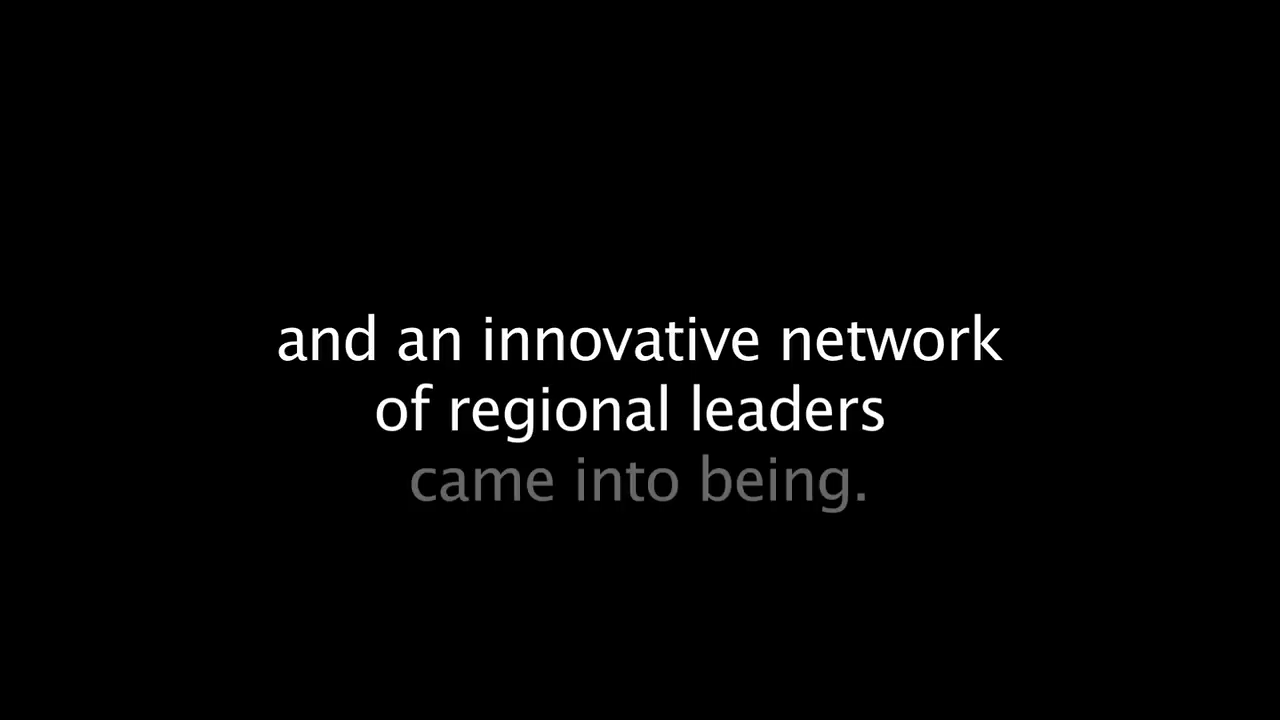 and an innovative network
of regional leaders
came into being.